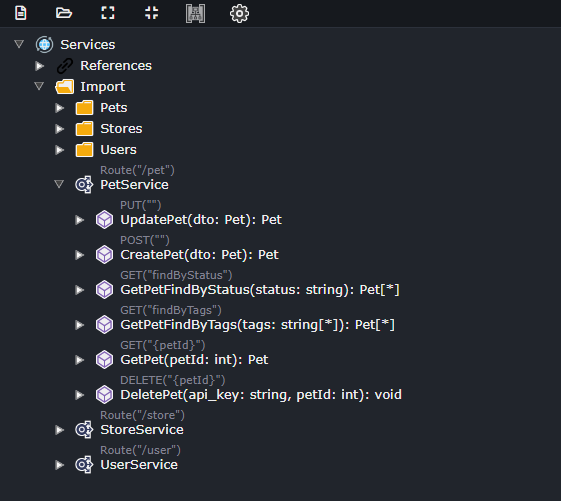 Services
References
Import
Pets
Stores
Users
Route("/pet")
PetService
PUT("")
UpdatePet(dto: Pet): Pet
POST("")
CreatePet(dto: Pet): Pet
GET("findByStatus")
GetPetFindByStatus(status: string): Pet[*]
GET("findByTags")
GetPetFindByTags(tags: string[*]): Pet[*]
GET("{petId}")
GetPet(petId: int): Pet
DELETE("{petId}")
DeletePet(api_key: string, petId: int): void
Route("/store")
StoreService
Route("/user")
UserService